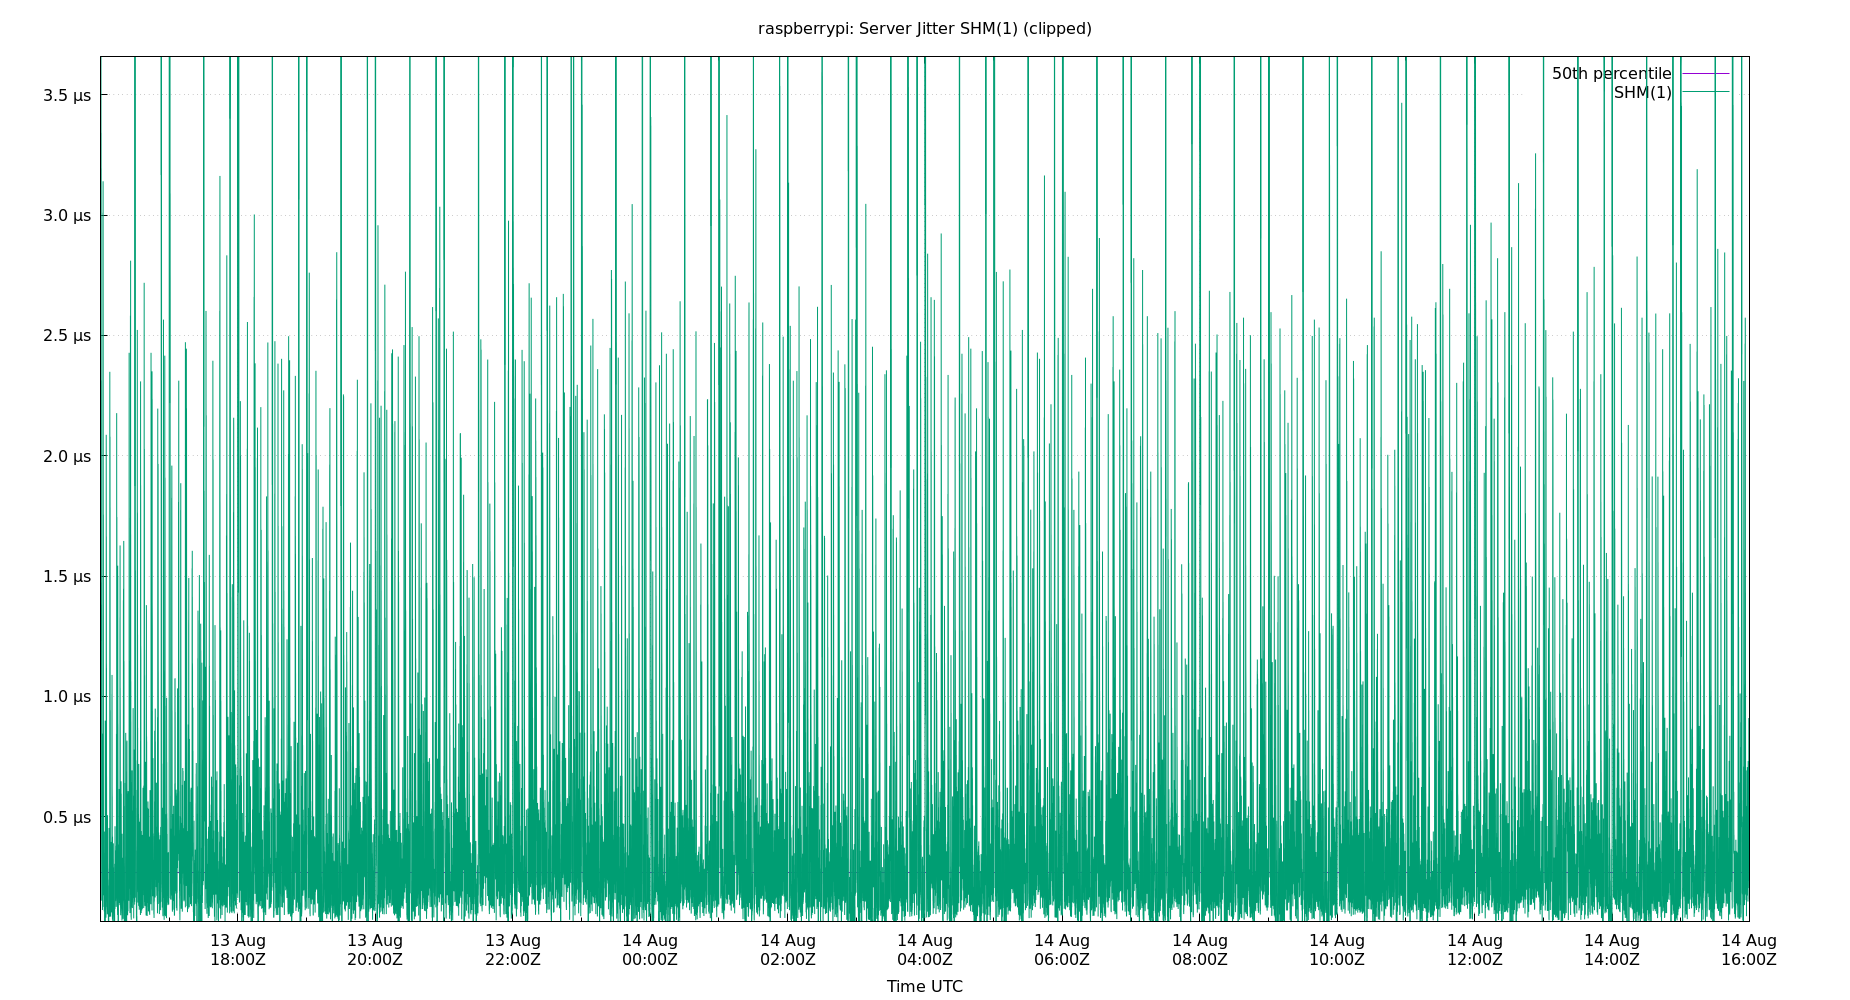 raspberrypi: Server Jitter SHM(1) (clipped)
50th percentile
SHM(1)
3.5 µs
3.0 µs
2.5 µs
2.0 µs
1.5 µs
1.0 µs
0.5 µs
13 Aug 13 Aug 13 Aug 14 Aug 14 Aug 14 Aug 14 Aug 14 Aug 14 Aug 14 Aug 14 Aug 14 Aug
18:00Z 20:00Z 22:00Z 00:00Z 02:00Z 04:00Z 06:00Z 08:00Z 10:00Z 12:00Z 14:00Z 16:00Z
Time UTC